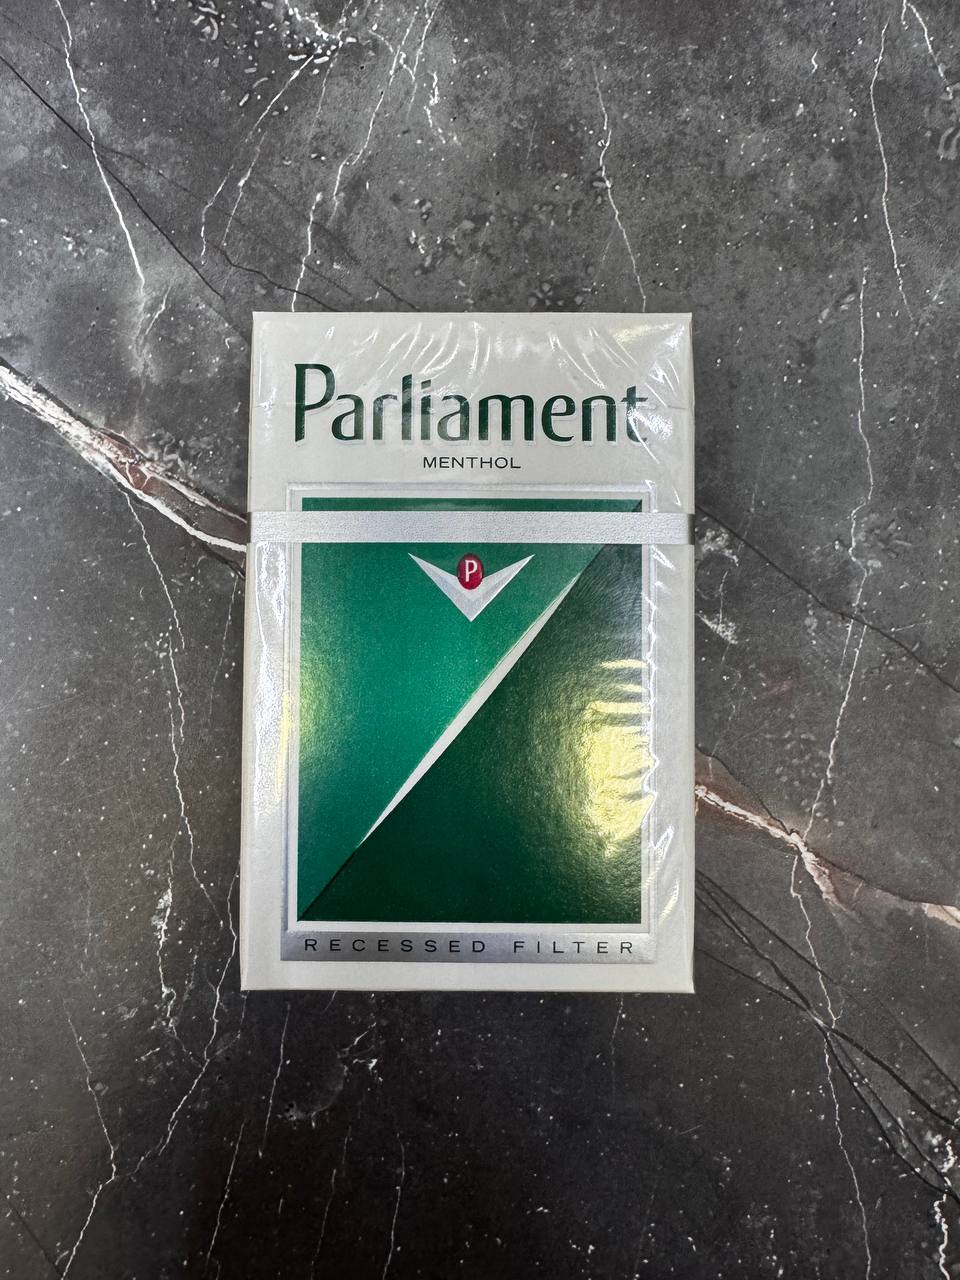 Parliament
MENTHOL
P
RECESSED FILTER